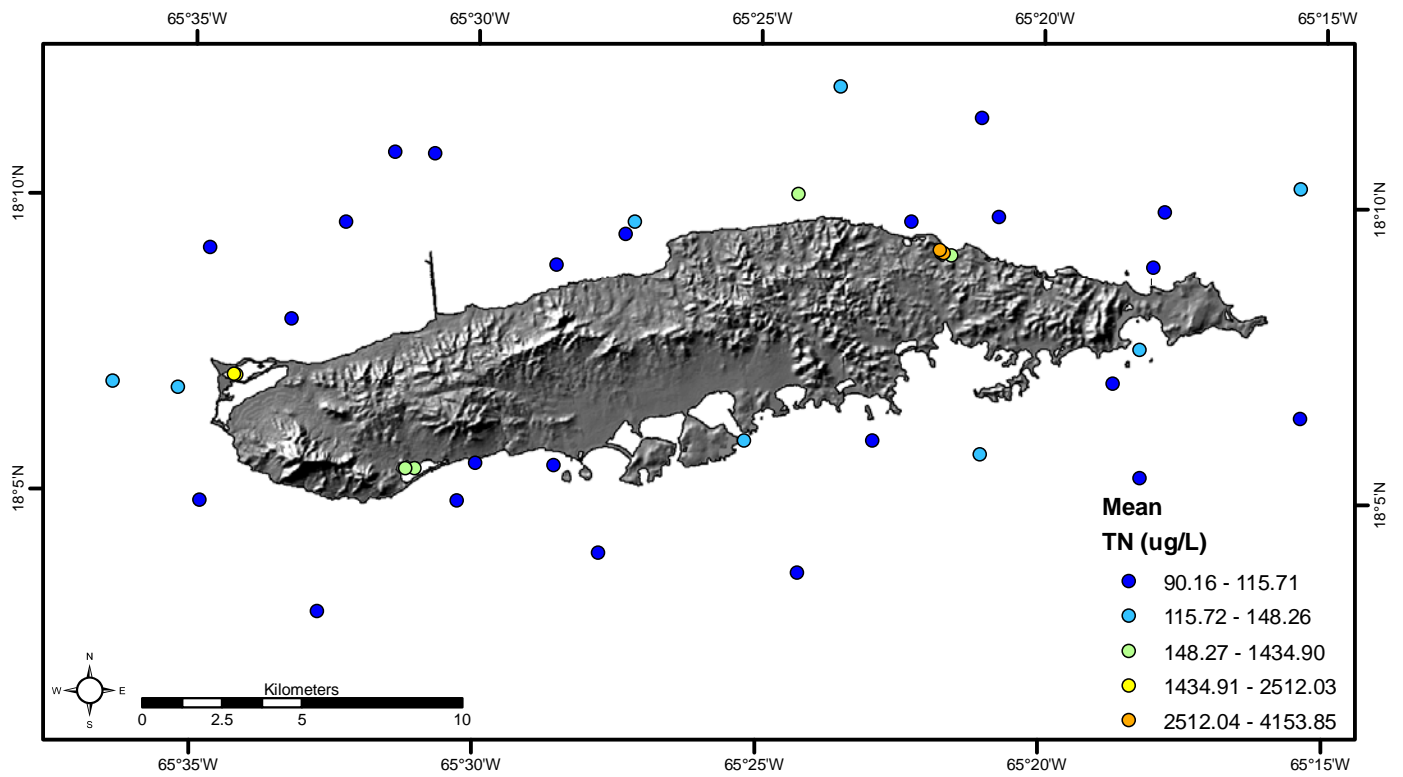 65°35'W 65°30'W 65°25'W 65°20'W 65°15'W
18°10'N 18°10'N
18°5'N 18°5'N
Mean
TN (ug/L)
90.16 - 115.71
115.72 - 148.26
148.27 - 1434.90
1434.91 - 2512.03
2512.04 - 4153.85
N
W E
S
Kilometers
0 2.5 5 10
65°35'W 65°30'W 65°25'W 65°20'W 65°15'W